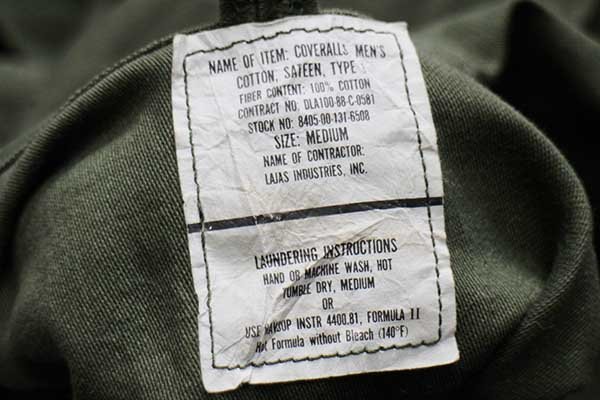 NAME OF ITEM: COVERALLS MEN'S
COTTON, SATEEN, TYPE I
FIBER CONTENT: 100% COTTON
CONTRACT NO. DLA100-88-C-0581
STOCK NO: 8405-00-131-6508
SIZE: MEDIUM
NAME OF CONTRACTOR:
LAJAS INDUSTRIES, INC.
LAUNDERING INSTRUCTIONS
HAND OR MACHINE WASH, HOT
TUMBLE DRY, MEDIUM
OR
USE NAVSUP INSTR 4400.81, FORMULA II
Hot Formula without Bleach (140°F)